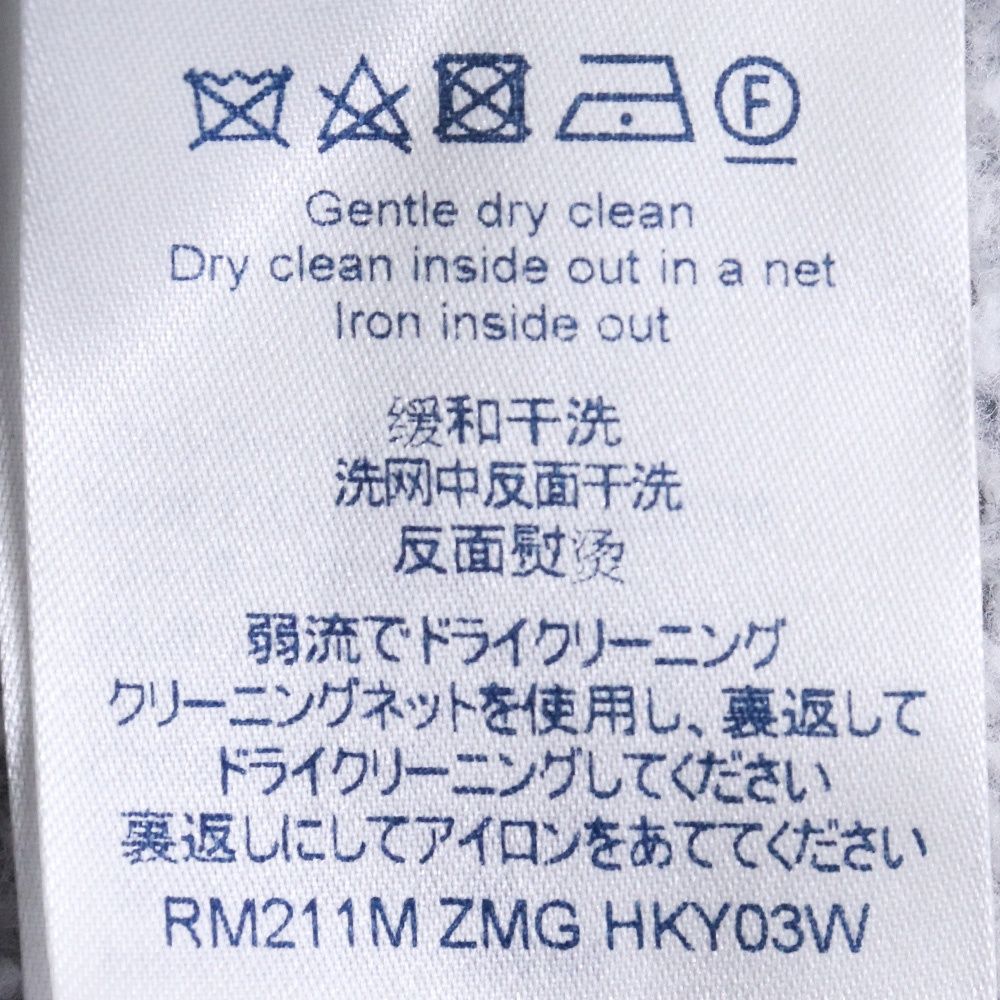 F
Gentle dry clean
Dry clean inside out in a net
Iron inside out
缓和干洗
洗网中反面干洗
反面熨烫
弱流でドライクリーニング
クリーニングネットを使用し、裏返して
ドライクリーニングしてください
裏返しにしてアイロンをあててください
RM211M ZMG HKY03W